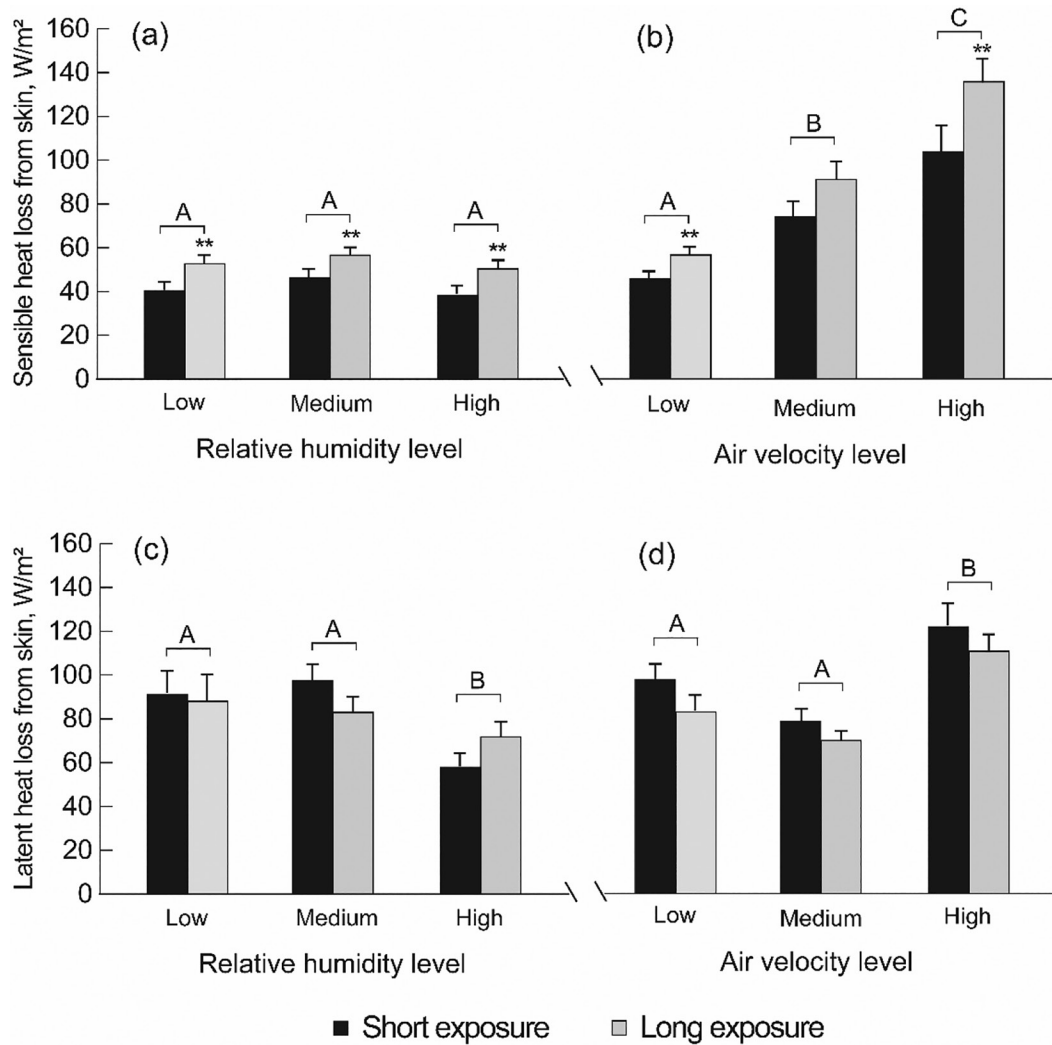 (a)
(b)
Sensible heat loss from skin, W/m²
160
140
120
100
80
60
40
20
0
A
**
A
**
A
**
A
**
B
C
**
Low
Medium
High
Low
Medium
High
Relative humidity level
Air velocity level
(c)
(d)
Latent heat loss from skin, W/m²
160
140
120
100
80
60
40
20
0
A
A
B
A
A
B
Low
Medium
High
Low
Medium
High
Relative humidity level
Air velocity level
Short exposure
Long exposure